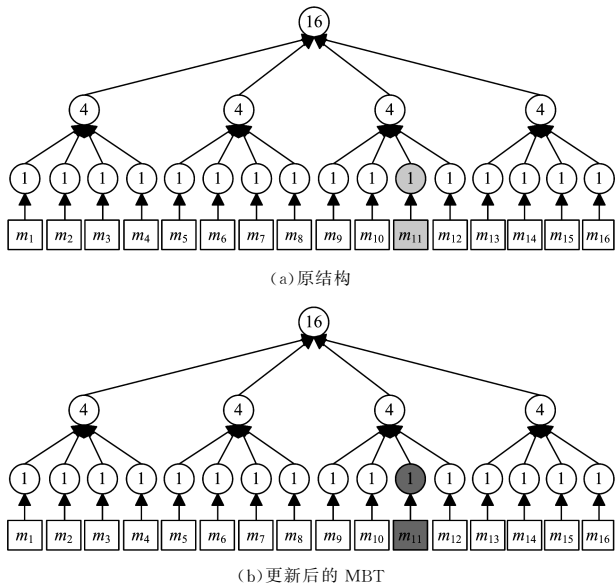 16
4 4 4 4
1 1 1 1 1 1 1 1 1 1 1 1 1 1 1 1
m₁ m₂ m₃ m₄ m₅ m₆ m₇ m₈ m₉ m₁₀ m₁₁ m₁₂ m₁₃ m₁₄ m₁₅ m₁₆
(a)原结构
16
4 4 4 4
1 1 1 1 1 1 1 1 1 1 1 1 1 1 1 1
m₁ m₂ m₃ m₄ m₅ m₆ m₇ m₈ m₉ m₁₀ m₁₁ m₁₂ m₁₃ m₁₄ m₁₅ m₁₆
(b)更新后的 MBT